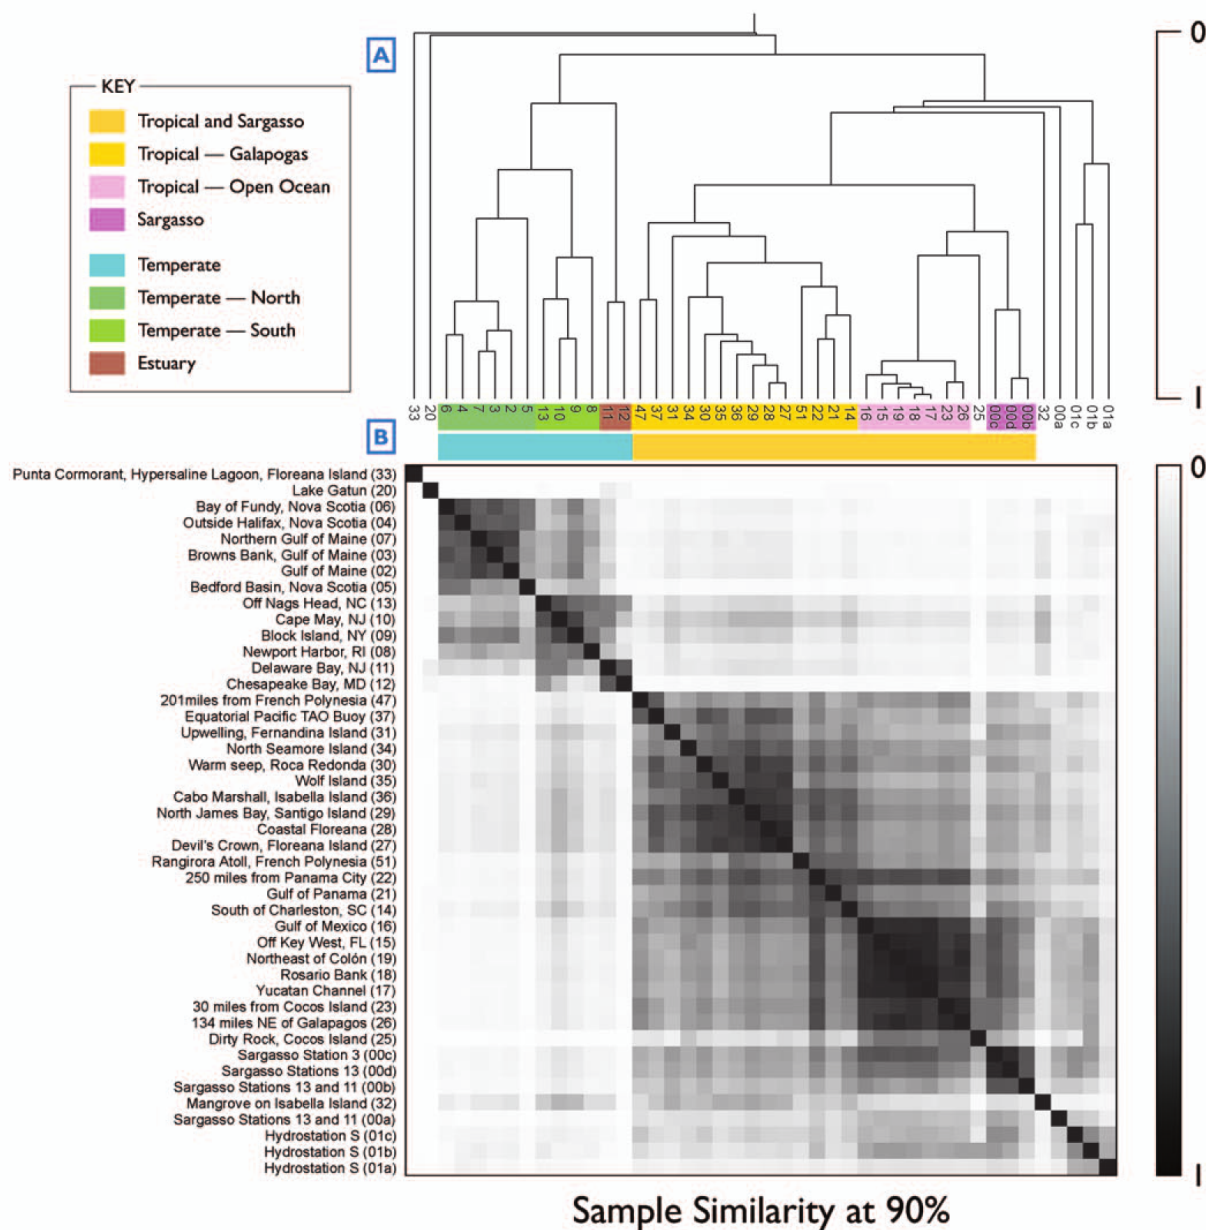 A
0
KEY
Tropical and Sargasso
Tropical — Galapogas
Tropical — Open Ocean
Sargasso
Temperate
Temperate — North
Temperate — South
Estuary
1
33 20 6 4 7 3 2 5 13 10 9 8 11 12 47 37 31 34 30 35 36 29 28 27 51 22 21 14 16 15 19 18 17 23 26 25 00c 00d 00b 32 00a 01c 01b 01a
B
0
Punta Cormorant, Hypersaline Lagoon, Floreana Island (33)
Lake Gatun (20)
Bay of Fundy, Nova Scotia (06)
Outside Halifax, Nova Scotia (04)
Northern Gulf of Maine (07)
Browns Bank, Gulf of Maine (03)
Gulf of Maine (02)
Bedford Basin, Nova Scotia (05)
Off Nags Head, NC (13)
Cape May, NJ (10)
Block Island, NY (09)
Newport Harbor, RI (08)
Delaware Bay, NJ (11)
Chesapeake Bay, MD (12)
201miles from French Polynesia (47)
Equatorial Pacific TAO Buoy (37)
Upwelling, Fernandina Island (31)
North Seamore Island (34)
Warm seep, Roca Redonda (30)
Wolf Island (35)
Cabo Marshall, Isabella Island (36)
North James Bay, Santigo Island (29)
Coastal Floreana (28)
Devil's Crown, Floreana Island (27)
Rangirora Atoll, French Polynesia (51)
250 miles from Panama City (22)
Gulf of Panama (21)
South of Charleston, SC (14)
Gulf of Mexico (16)
Off Key West, FL (15)
Northeast of Colón (19)
Rosario Bank (18)
Yucatan Channel (17)
30 miles from Cocos Island (23)
134 miles NE of Galapagos (26)
Dirty Rock, Cocos Island (25)
Sargasso Station 3 (00c)
Sargasso Stations 13 (00d)
Sargasso Stations 13 and 11 (00b)
Mangrove on Isabella Island (32)
Sargasso Stations 13 and 11 (00a)
Hydrostation S (01c)
Hydrostation S (01b)
Hydrostation S (01a)
1
Sample Similarity at 90%